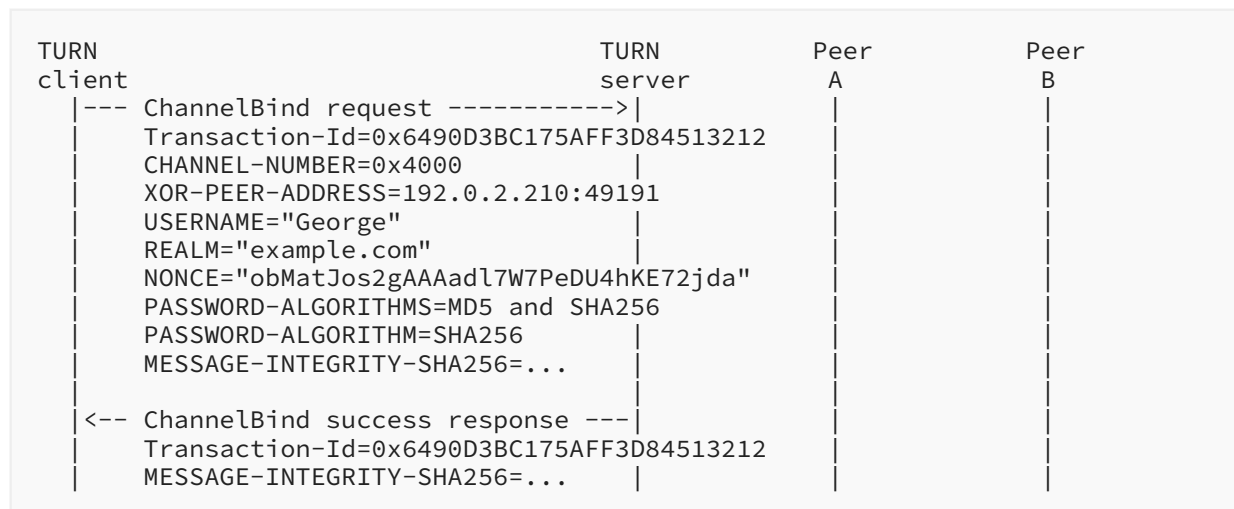 TURN                                 TURN          Peer          Peer
client                               server         A             B
  |--- ChannelBind request ----------->|            |             |
  |    Transaction-Id=0x6490D3BC175AFF3D84513212    |             |
  |    CHANNEL-NUMBER=0x4000           |            |             |
  |    XOR-PEER-ADDRESS=192.0.2.210:49191           |             |
  |    USERNAME="George"               |            |             |
  |    REALM="example.com"             |            |             |
  |    NONCE="obMatJos2gAAAadl7W7PeDU4hKE72jda"     |             |
  |    PASSWORD-ALGORITHMS=MD5 and SHA256           |             |
  |    PASSWORD-ALGORITHM=SHA256       |            |             |
  |    MESSAGE-INTEGRITY-SHA256=...    |            |             |
  |                                    |            |             |
  |<-- ChannelBind success response ---|            |             |
  |    Transaction-Id=0x6490D3BC175AFF3D84513212    |             |
  |    MESSAGE-INTEGRITY-SHA256=...    |            |             |